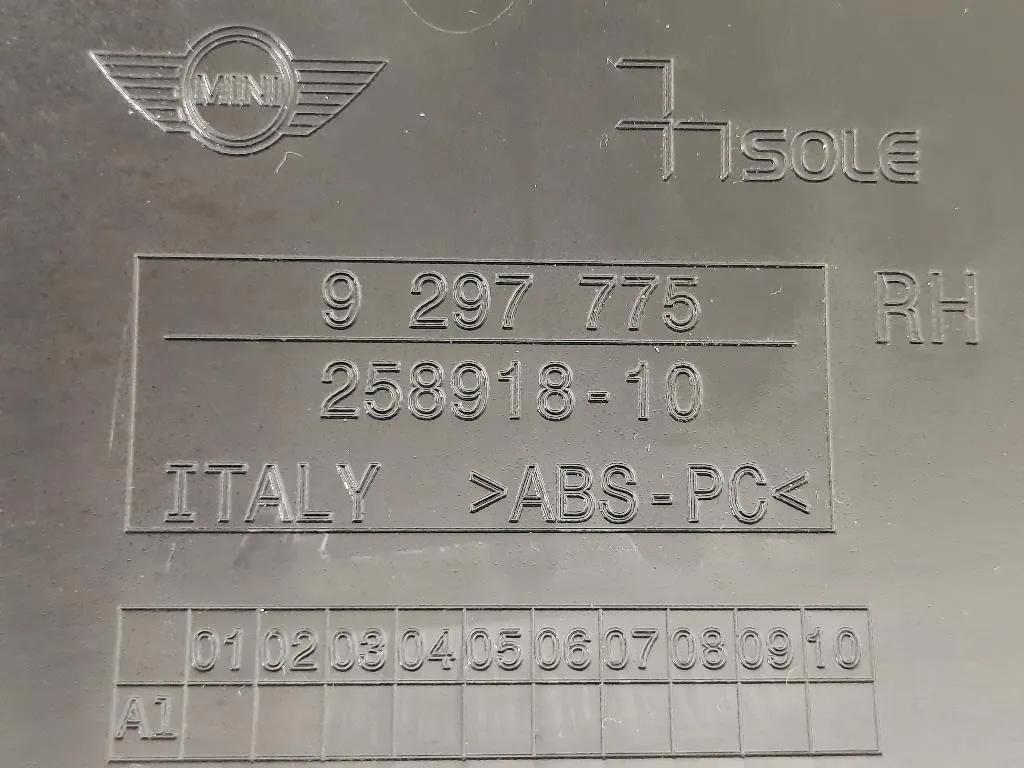 MINI
SOLE
9 297 775
RH
258918-10
ITALY >ABS-PC<
01 02 03 04 05 06 07 08 09 10
A1